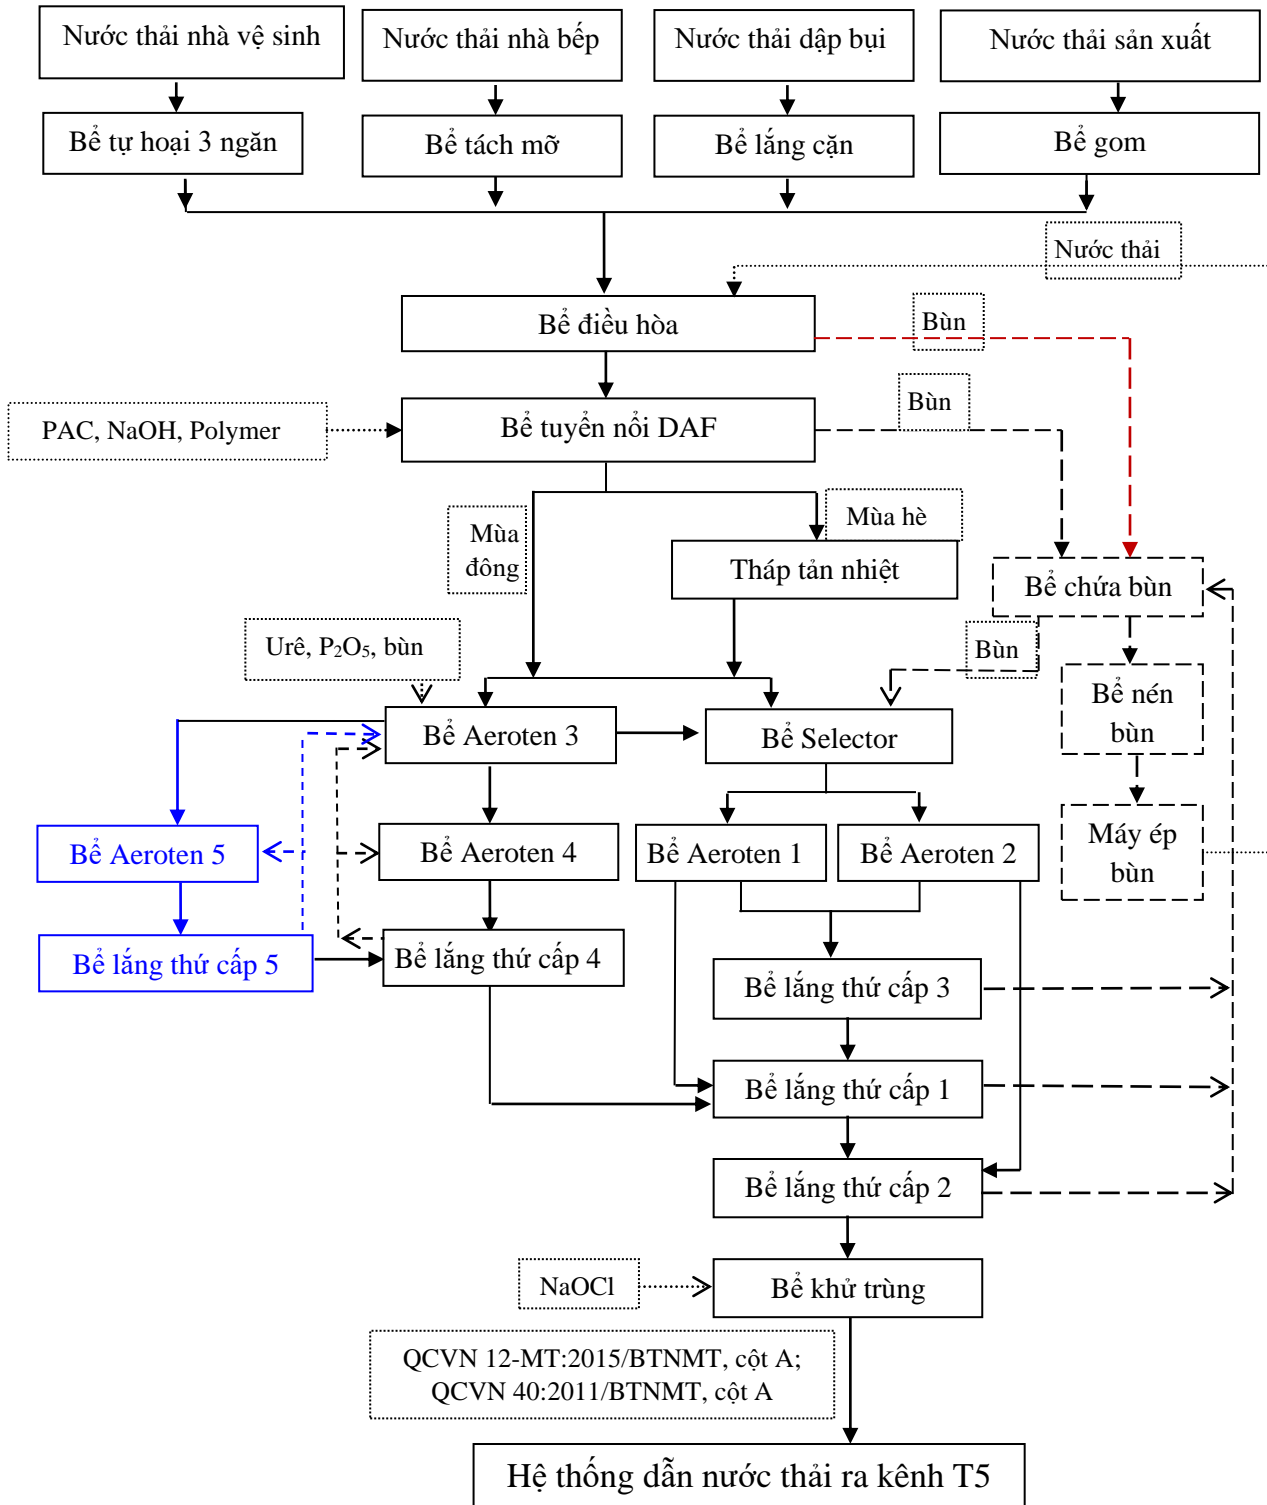 Nước thải nhà vệ sinh
Nước thải nhà bếp
Nước thải dập bụi
Nước thải sản xuất
Bể tự hoại 3 ngăn
Bể tách mỡ
Bể lắng cặn
Bể gom
Nước thải
Bể điều hòa
Bùn
PAC, NaOH, Polymer
Bể tuyển nổi DAF
Bùn
Mùa
đông
Mùa hè
Tháp tản nhiệt
Bể chứa bùn
Urê, P₂O₅, bùn
Bùn
Bể Aeroten 3
Bể Selector
Bể nén
bùn
Bể Aeroten 5
Bể Aeroten 4
Bể Aeroten 1
Bể Aeroten 2
Máy ép
bùn
Bể lắng thứ cấp 5
Bể lắng thứ cấp 4
Bể lắng thứ cấp 3
Bể lắng thứ cấp 1
Bể lắng thứ cấp 2
NaOCl
Bể khử trùng
QCVN 12-MT:2015/BTNMT, cột A;
QCVN 40:2011/BTNMT, cột A
Hệ thống dẫn nước thải ra kênh T5